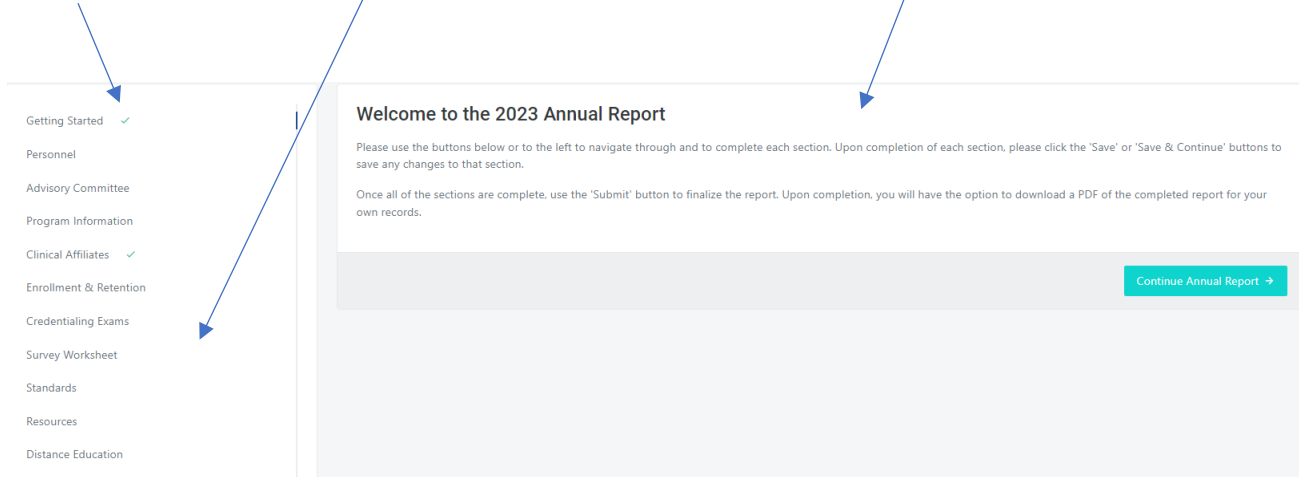 Getting Started
Personnel
Advisory Committee
Program Information
Clinical Affiliates
Enrollment & Retention
Credentialing Exams
Survey Worksheet
Standards
Resources
Distance Education
Welcome to the 2023 Annual Report
Please use the buttons below or to the left to navigate through and to complete each section. Upon completion of each section, please click the 'Save' or 'Save & Continue' buttons to
save any changes to that section.
Once all of the sections are complete, use the 'Submit' button to finalize the report. Upon completion, you will have the option to download a PDF of the completed report for your
own records.
Continue Annual Report →